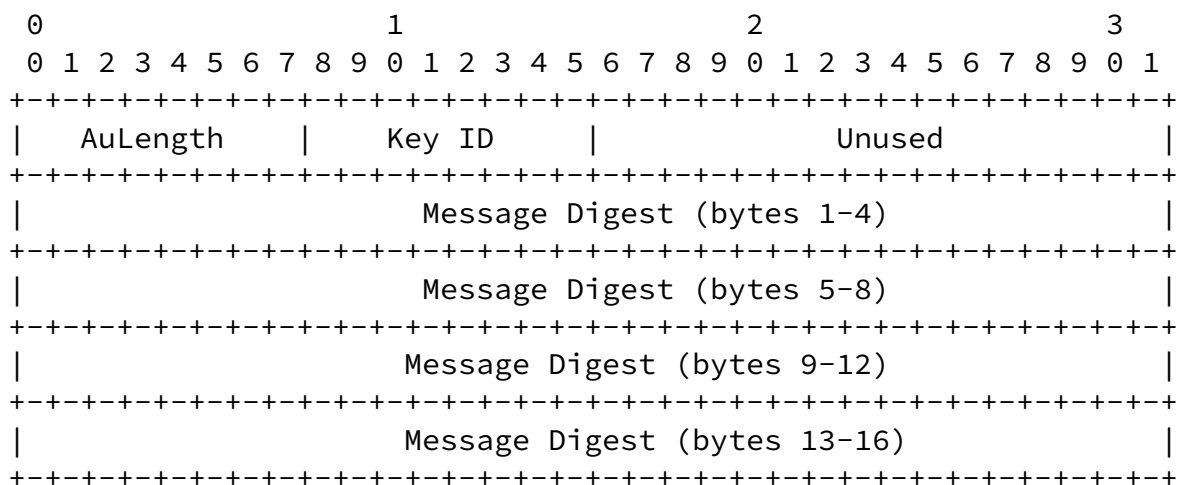 0                   1                   2                   3
 0 1 2 3 4 5 6 7 8 9 0 1 2 3 4 5 6 7 8 9 0 1 2 3 4 5 6 7 8 9 0 1
+-+-+-+-+-+-+-+-+-+-+-+-+-+-+-+-+-+-+-+-+-+-+-+-+-+-+-+-+-+-+-+-+
|   AuLength    |    Key ID     |             Unused            |
+-+-+-+-+-+-+-+-+-+-+-+-+-+-+-+-+-+-+-+-+-+-+-+-+-+-+-+-+-+-+-+-+
|                      Message Digest (bytes 1-4)               |
+-+-+-+-+-+-+-+-+-+-+-+-+-+-+-+-+-+-+-+-+-+-+-+-+-+-+-+-+-+-+-+-+
|                      Message Digest (bytes 5-8)               |
+-+-+-+-+-+-+-+-+-+-+-+-+-+-+-+-+-+-+-+-+-+-+-+-+-+-+-+-+-+-+-+-+
|                     Message Digest (bytes 9-12)               |
+-+-+-+-+-+-+-+-+-+-+-+-+-+-+-+-+-+-+-+-+-+-+-+-+-+-+-+-+-+-+-+-+
|                     Message Digest (bytes 13-16)              |
+-+-+-+-+-+-+-+-+-+-+-+-+-+-+-+-+-+-+-+-+-+-+-+-+-+-+-+-+-+-+-+-+